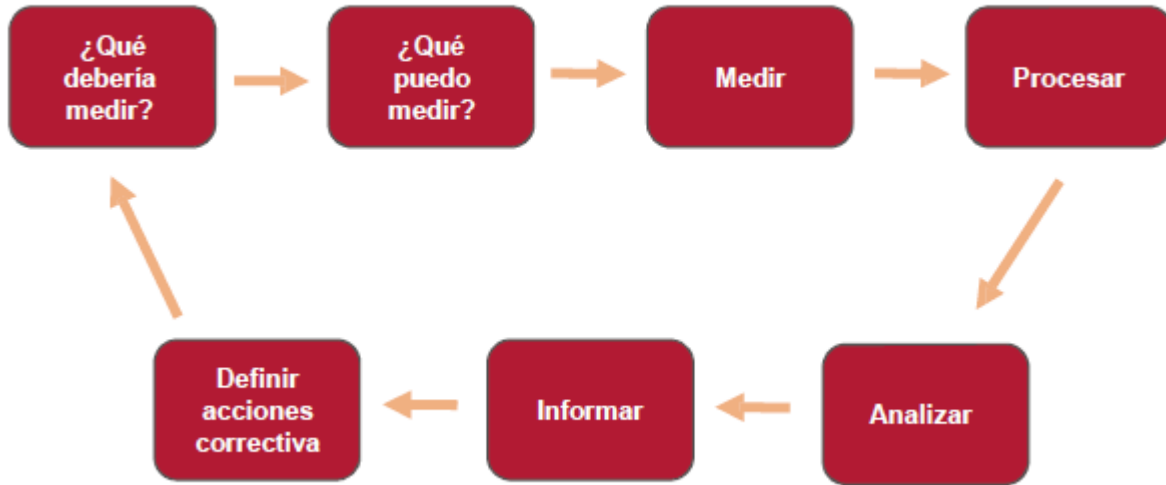 ¿Qué
debería
medir?
¿Qué
puedo
medir?
Medir
Procesar
Definir
acciones
correctiva
Informar
Analizar